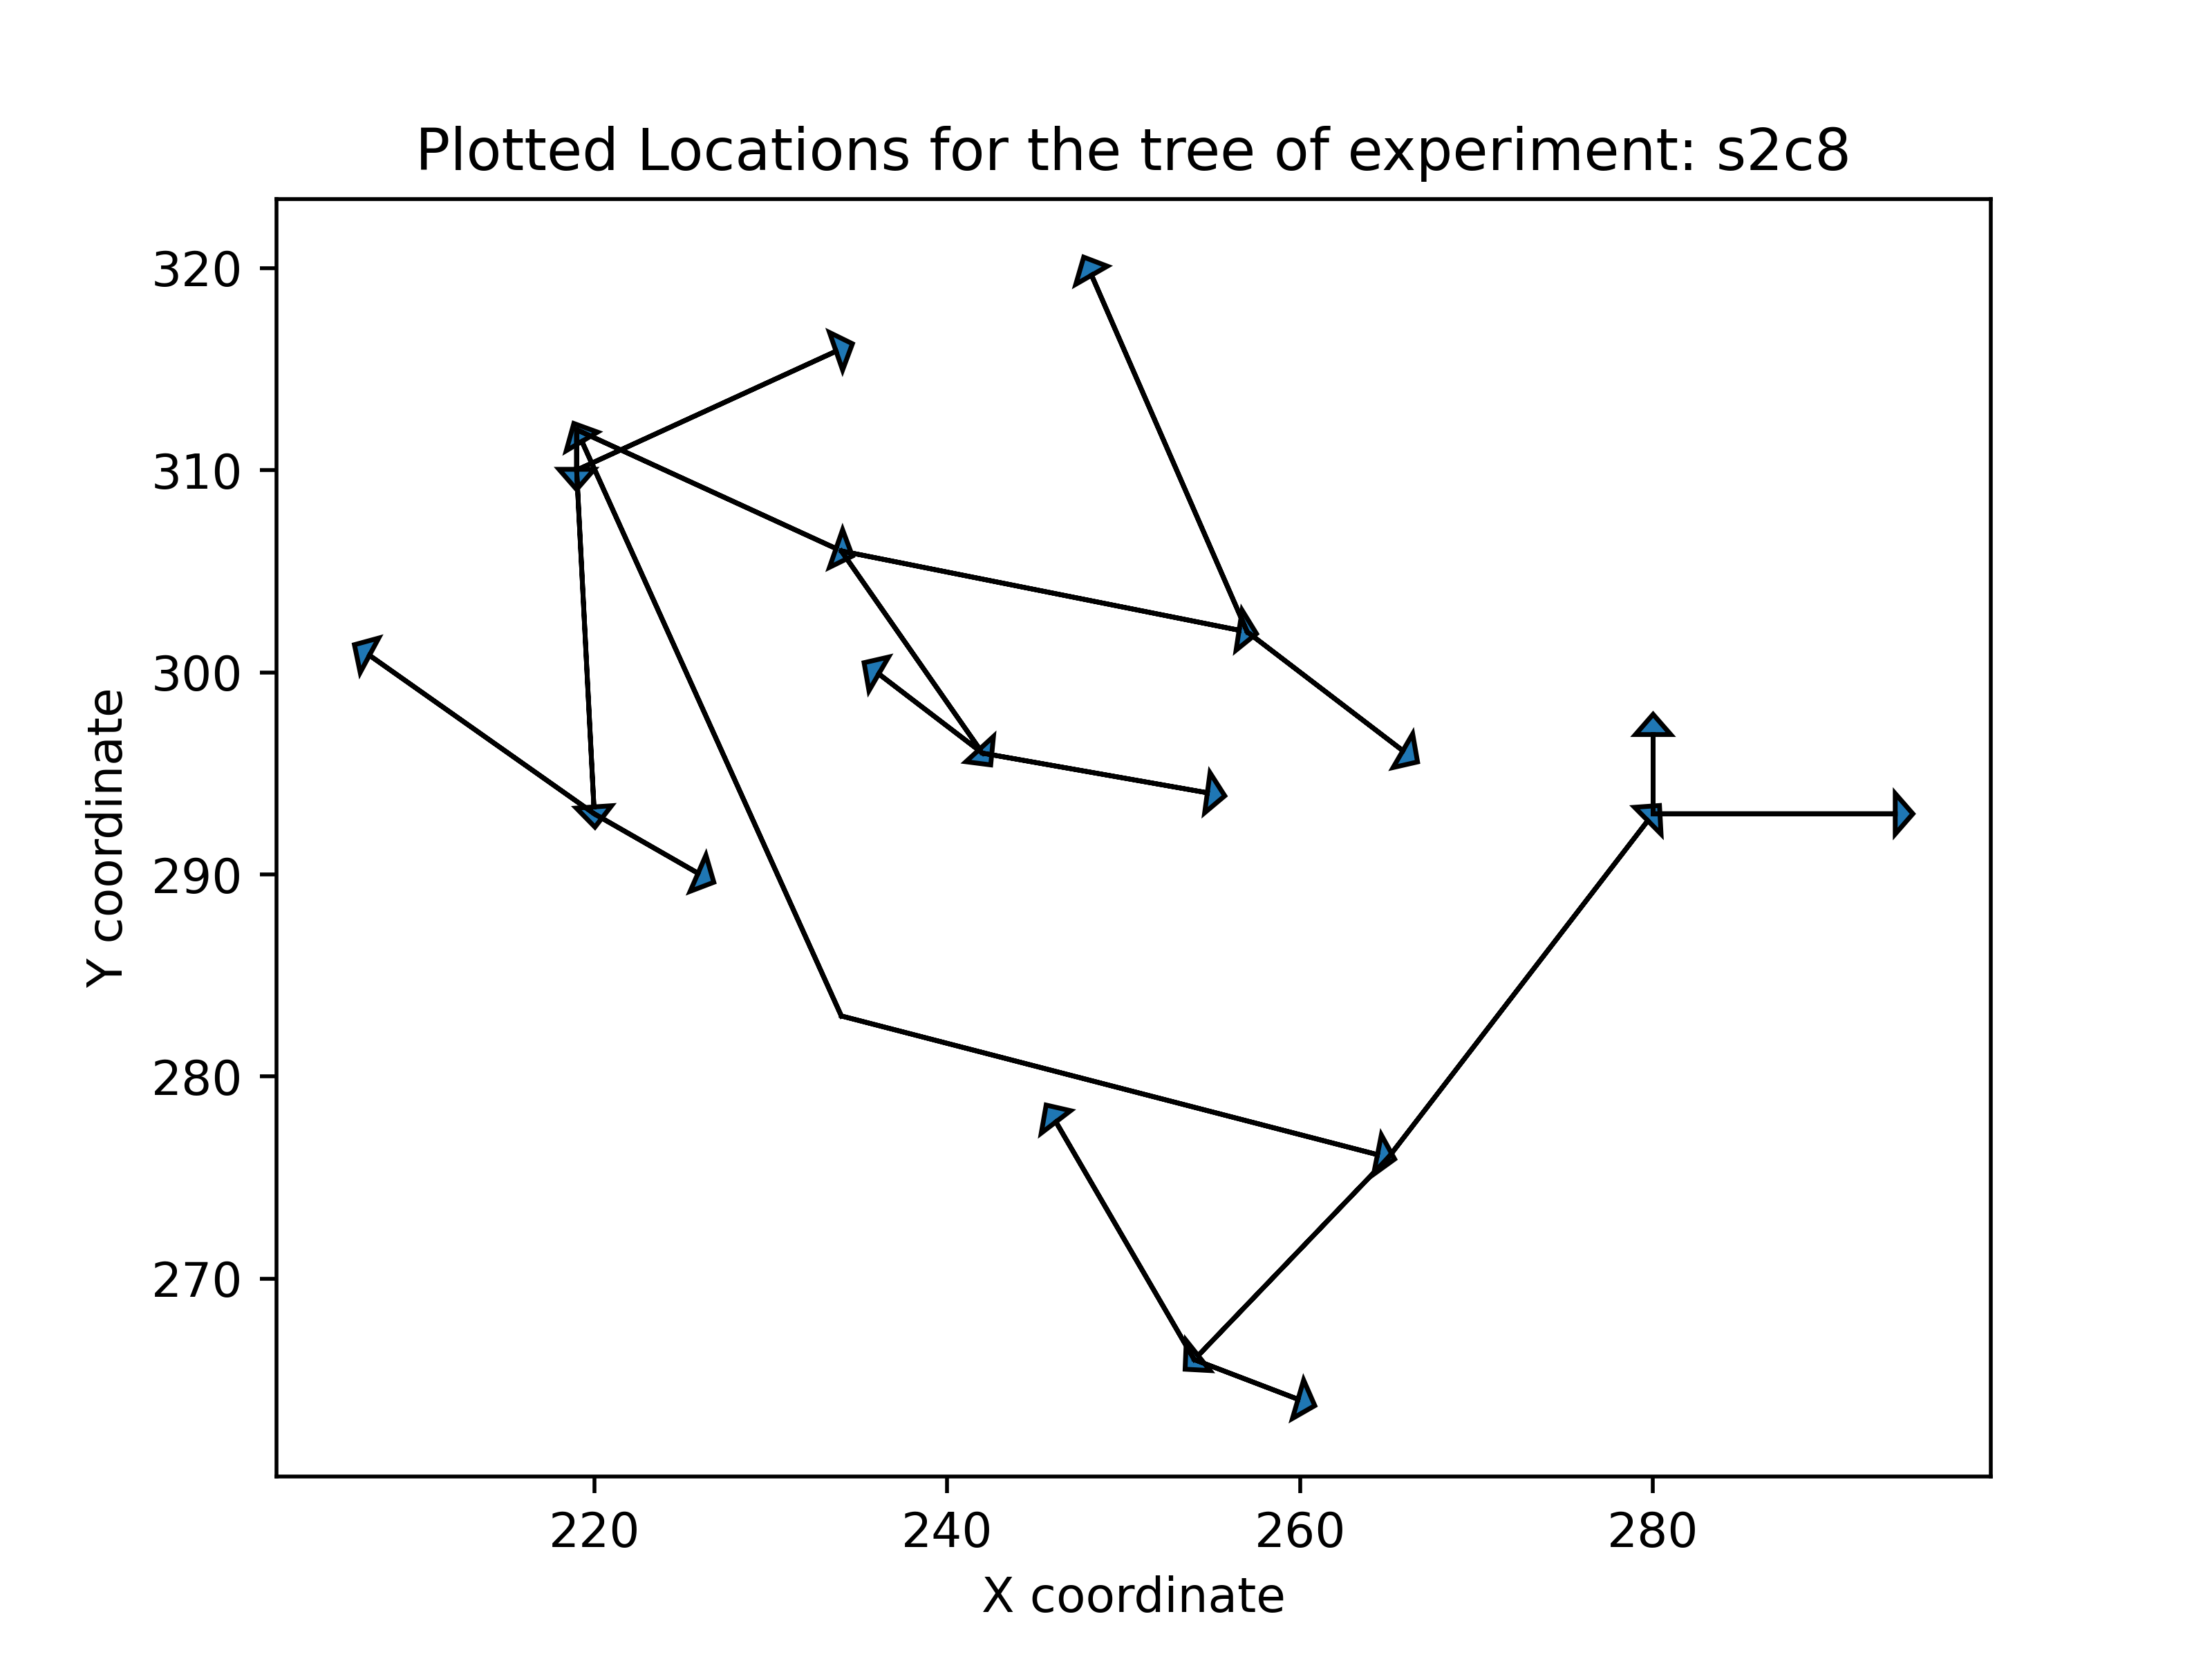 Plotted Locations for the tree of experiment: s2c8
320
310
300
290
280
270
Y coordinate
220 240 260 280
X coordinate